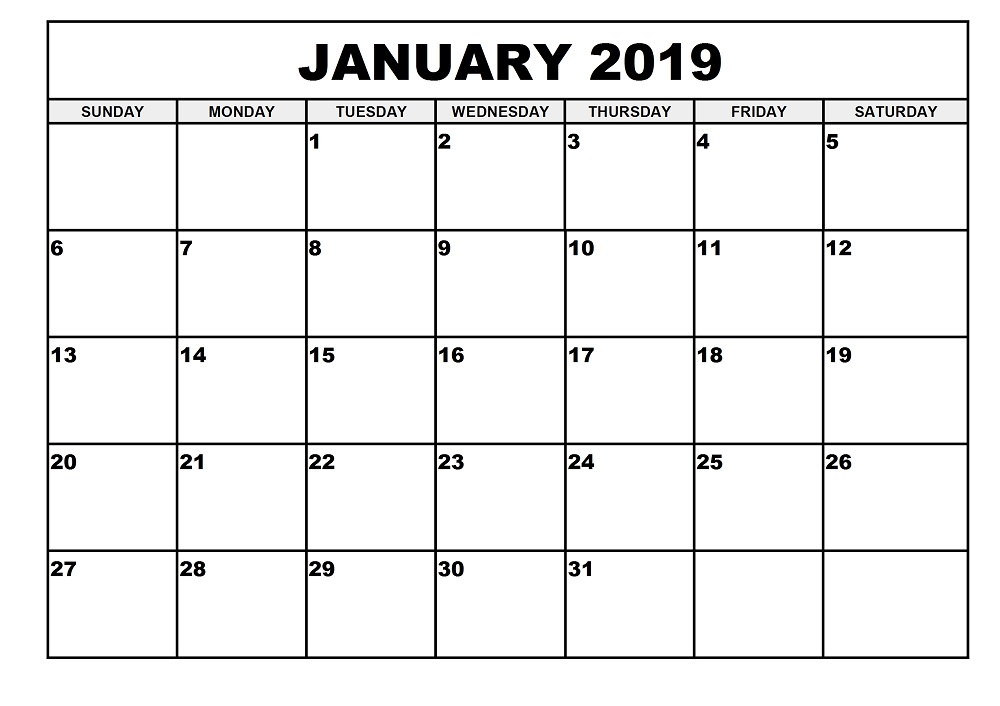 JANUARY 2019
SUNDAY MONDAY TUESDAY WEDNESDAY THURSDAY FRIDAY SATURDAY
1 2 3 4 5
6 7 8 9 10 11 12
13 14 15 16 17 18 19
20 21 22 23 24 25 26
27 28 29 30 31